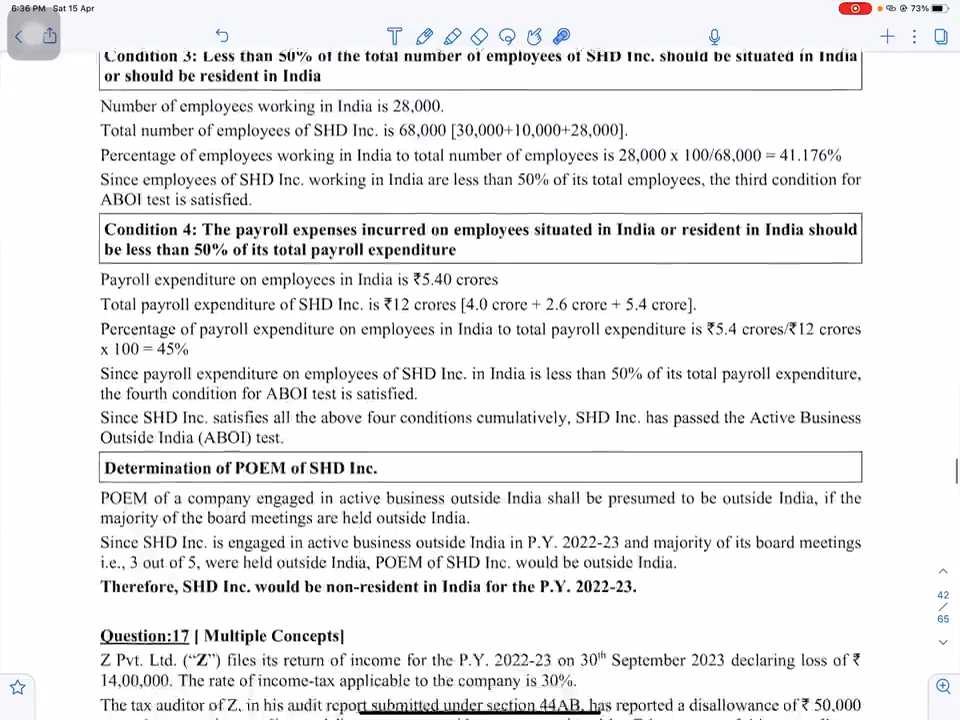 6:36 PM Sat 15 Apr
73%
Condition 3: Less than 50% of the total number of employees of SHD Inc. should be situated in India
or should be resident in India
Number of employees working in India is 28,000.
Total number of employees of SHD Inc. is 68,000 [30,000+10,000+28,000].
Percentage of employees working in India to total number of employees is 28,000 x 100/68,000 = 41.176%
Since employees of SHD Inc. working in India are less than 50% of its total employees, the third condition for
ABOI test is satisfied.
Condition 4: The payroll expenses incurred on employees situated in India or resident in India should
be less than 50% of its total payroll expenditure
Payroll expenditure on employees in India is ₹5.40 crores
Total payroll expenditure of SHD Inc. is ₹12 crores [4.0 crore + 2.6 crore + 5.4 crore].
Percentage of payroll expenditure on employees in India to total payroll expenditure is ₹5.4 crores/₹12 crores
x 100 = 45%
Since payroll expenditure on employees of SHD Inc. in India is less than 50% of its total payroll expenditure,
the fourth condition for ABOI test is satisfied.
Since SHD Inc. satisfies all the above four conditions cumulatively, SHD Inc. has passed the Active Business
Outside India (ABOI) test.
Determination of POEM of SHD Inc.
POEM of a company engaged in active business outside India shall be presumed to be outside India, if the
majority of the board meetings are held outside India.
Since SHD Inc. is engaged in active business outside India in P.Y. 2022-23 and majority of its board meetings
i.e., 3 out of 5, were held outside India, POEM of SHD Inc. would be outside India.
Therefore, SHD Inc. would be non-resident in India for the P.Y. 2022-23.
Question:17 [ Multiple Concepts]
Z Pvt. Ltd. ("Z") files its return of income for the P.Y. 2022-23 on 30th September 2023 declaring loss of ₹
14,00,000. The rate of income-tax applicable to the company is 30%.
The tax auditor of Z, in his audit report submitted under section 44AB, has reported a disallowance of ₹ 50,000
42
/
65